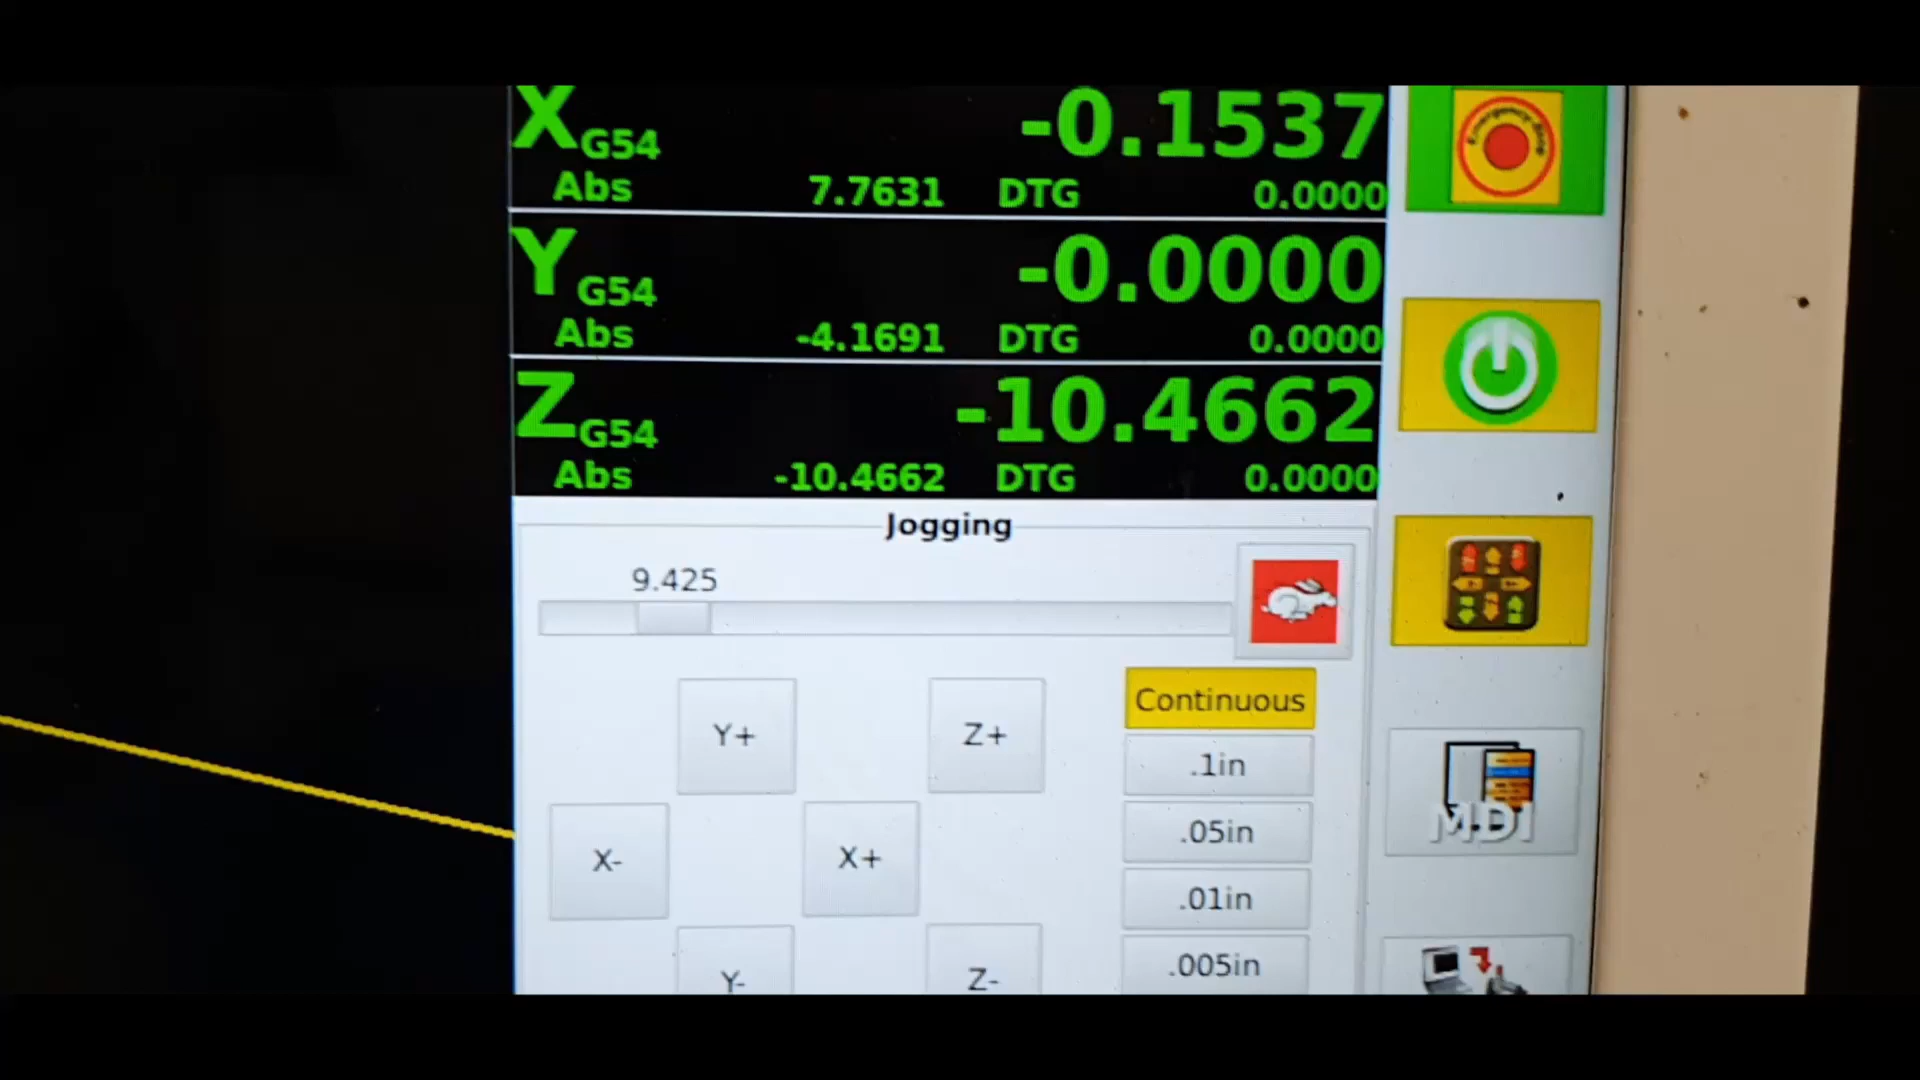 X G54 -0.1537
Abs 7.7631 DTG 0.0000
Y G54 -0.0000
Abs -4.1691 DTG 0.0000
Z G54 -10.4662
Abs -10.4662 DTG 0.0000
Jogging
9.425
Y+ Z+ Continuous
.1in
MDI
.05in
X- X+
.01in
.005in
Y- Z-